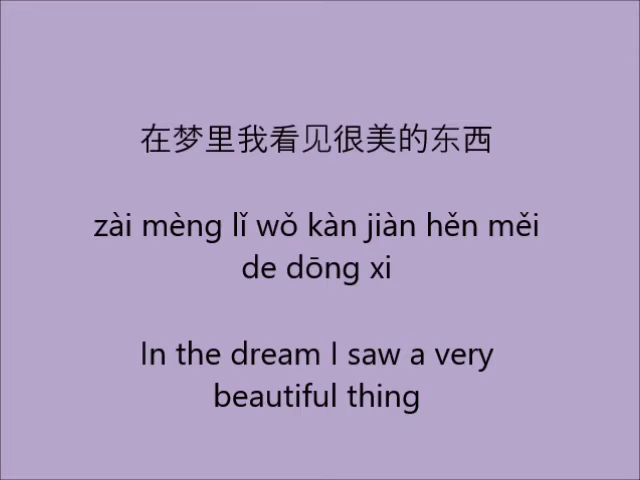 在梦里我看见很美的东西
zài mèng lǐ wǒ kàn jiàn hěn měi
de dōng xi
In the dream I saw a very
beautiful thing